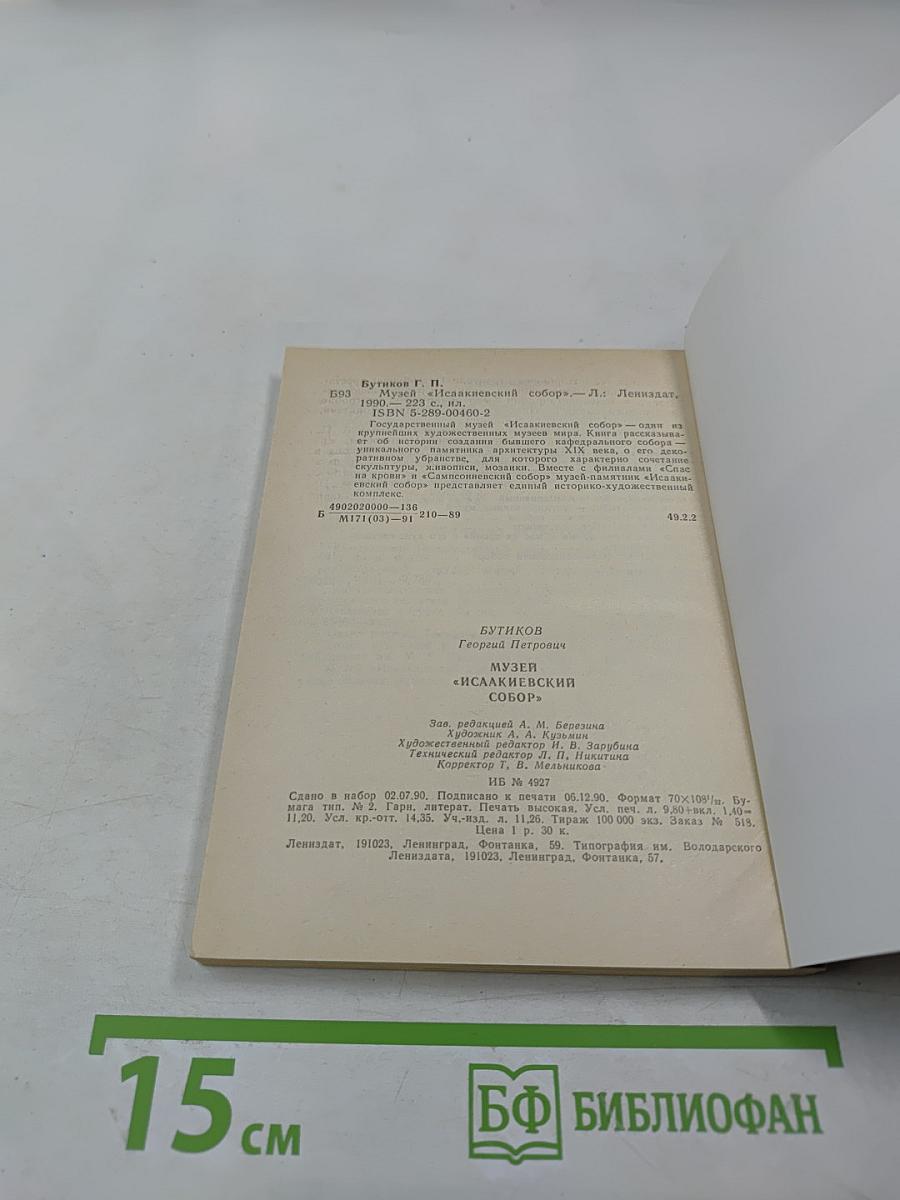 Бутиков Г. П.
Б93 Музей «Исаакиевский собор».— Л.: Лениздат,
1990.— 223 с., ил.
ISBN 5-289-00460-2
Государственный музей «Исаакиевский собор» — один из
крупнейших художественных музеев мира. Книга рассказыва-
ет об истории создания бывшего кафедрального собора —
уникального памятника архитектуры XIX века, о его деко-
ративном убранстве, для которого характерно сочетание
скульптуры, живописи, мозаики. Вместе с филиалами «Спас
на крови» и «Сампсониевский собор» музей-памятник «Исааки-
евский собор» представляет единый историко-художественный
комплекс.
Б 4902020000—136
М171(03)—91 210—89 49.2.2
БУТИКОВ
Георгий Петрович
МУЗЕЙ
«ИСААКИЕВСКИЙ
СОБОР»
Зав. редакцией А. М. Березина
Художник А. А. Кузьмин
Художественный редактор И. В. Зарубина
Технический редактор Л. П. Никитина
Корректор Т. В. Мельникова
ИБ № 4927
Сдано в набор 02.07.90. Подписано к печати 06.12.90. Формат 70×108¹/₃₂. Бу-
мага тип. № 2. Гарн. литерат. Печать высокая. Усл. печ. л. 9,80+вкл. 1,40=
11,20. Усл. кр.-отт. 14,35. Уч.-изд. л. 11,26. Тираж 100 000 экз. Заказ № 518.
Цена 1 р. 30 к.
Лениздат, 191023, Ленинград, Фонтанка, 59. Типография им. Володарского
Лениздата, 191023, Ленинград, Фонтанка, 57.
15 см
БФ БИБЛИОФАН